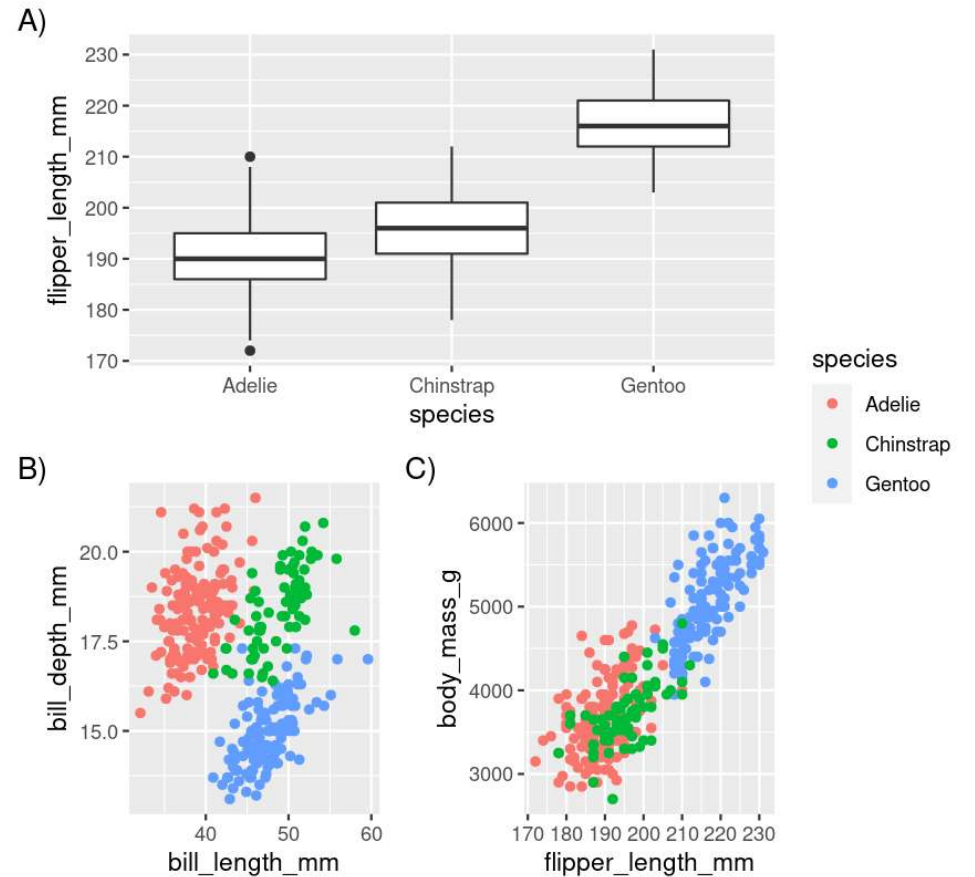 A)
flipper_length_mm
230
220
210
200
190
180
170
Adelie Chinstrap Gentoo
species
species
Adelie
Chinstrap
Gentoo
B)
bill_depth_mm
20.0
17.5
15.0
40 50 60
bill_length_mm
C)
body_mass_g
6000
5000
4000
3000
170 180 190 200 210 220 230
flipper_length_mm